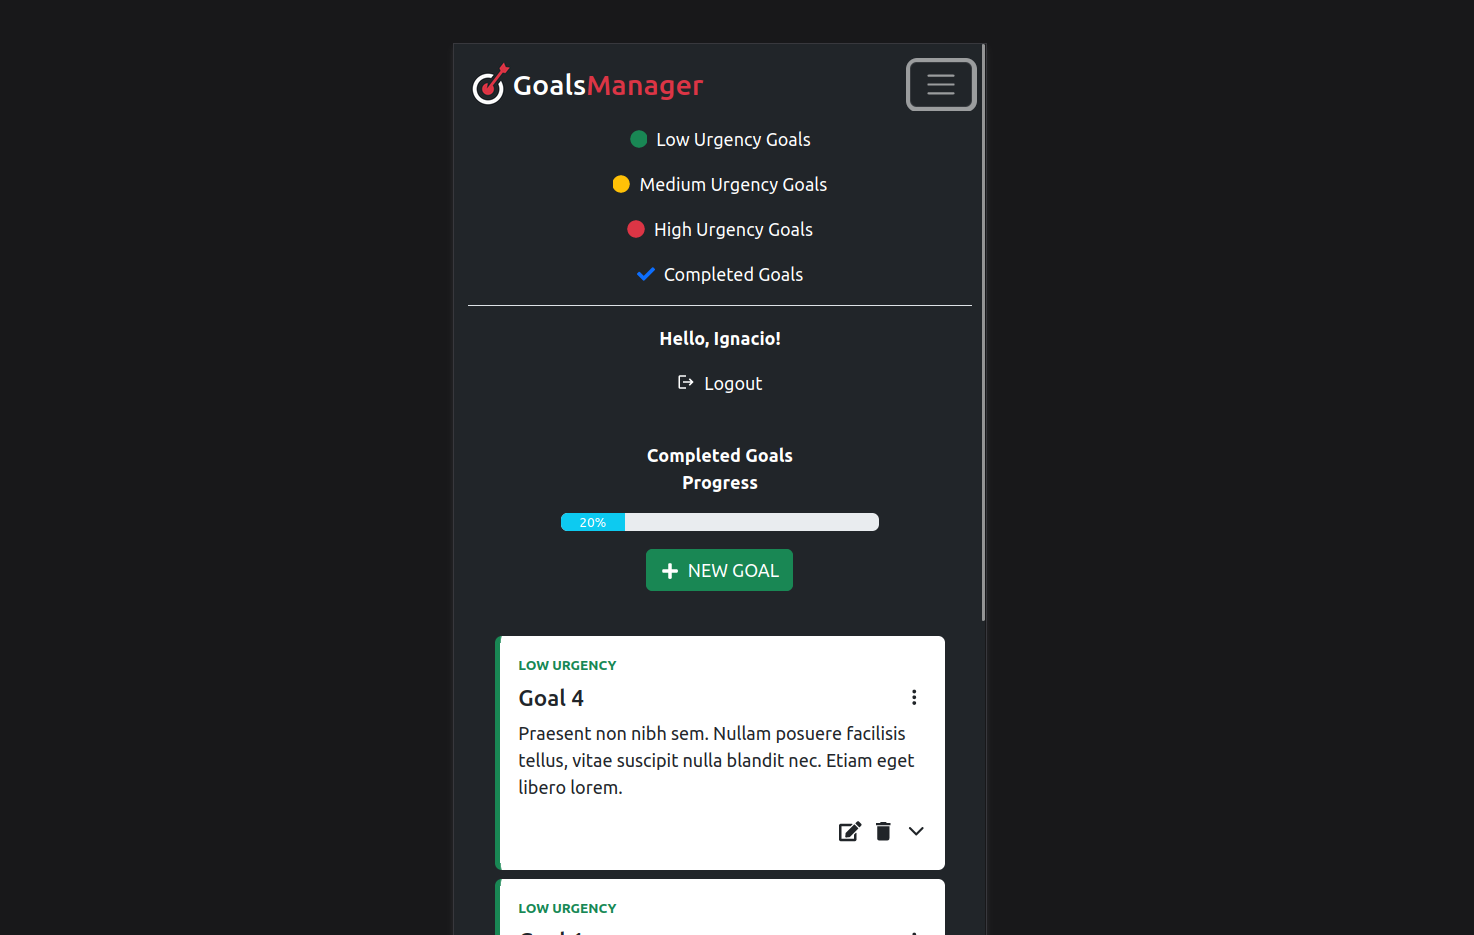 GoalsManager
Low Urgency Goals
Medium Urgency Goals
High Urgency Goals
Completed Goals
Hello, Ignacio!
Logout
Completed Goals
Progress
20%
NEW GOAL
LOW URGENCY
Goal 4
Praesent non nibh sem. Nullam posuere facilisis
tellus, vitae suscipit nulla blandit nec. Etiam eget
libero lorem.
LOW URGENCY